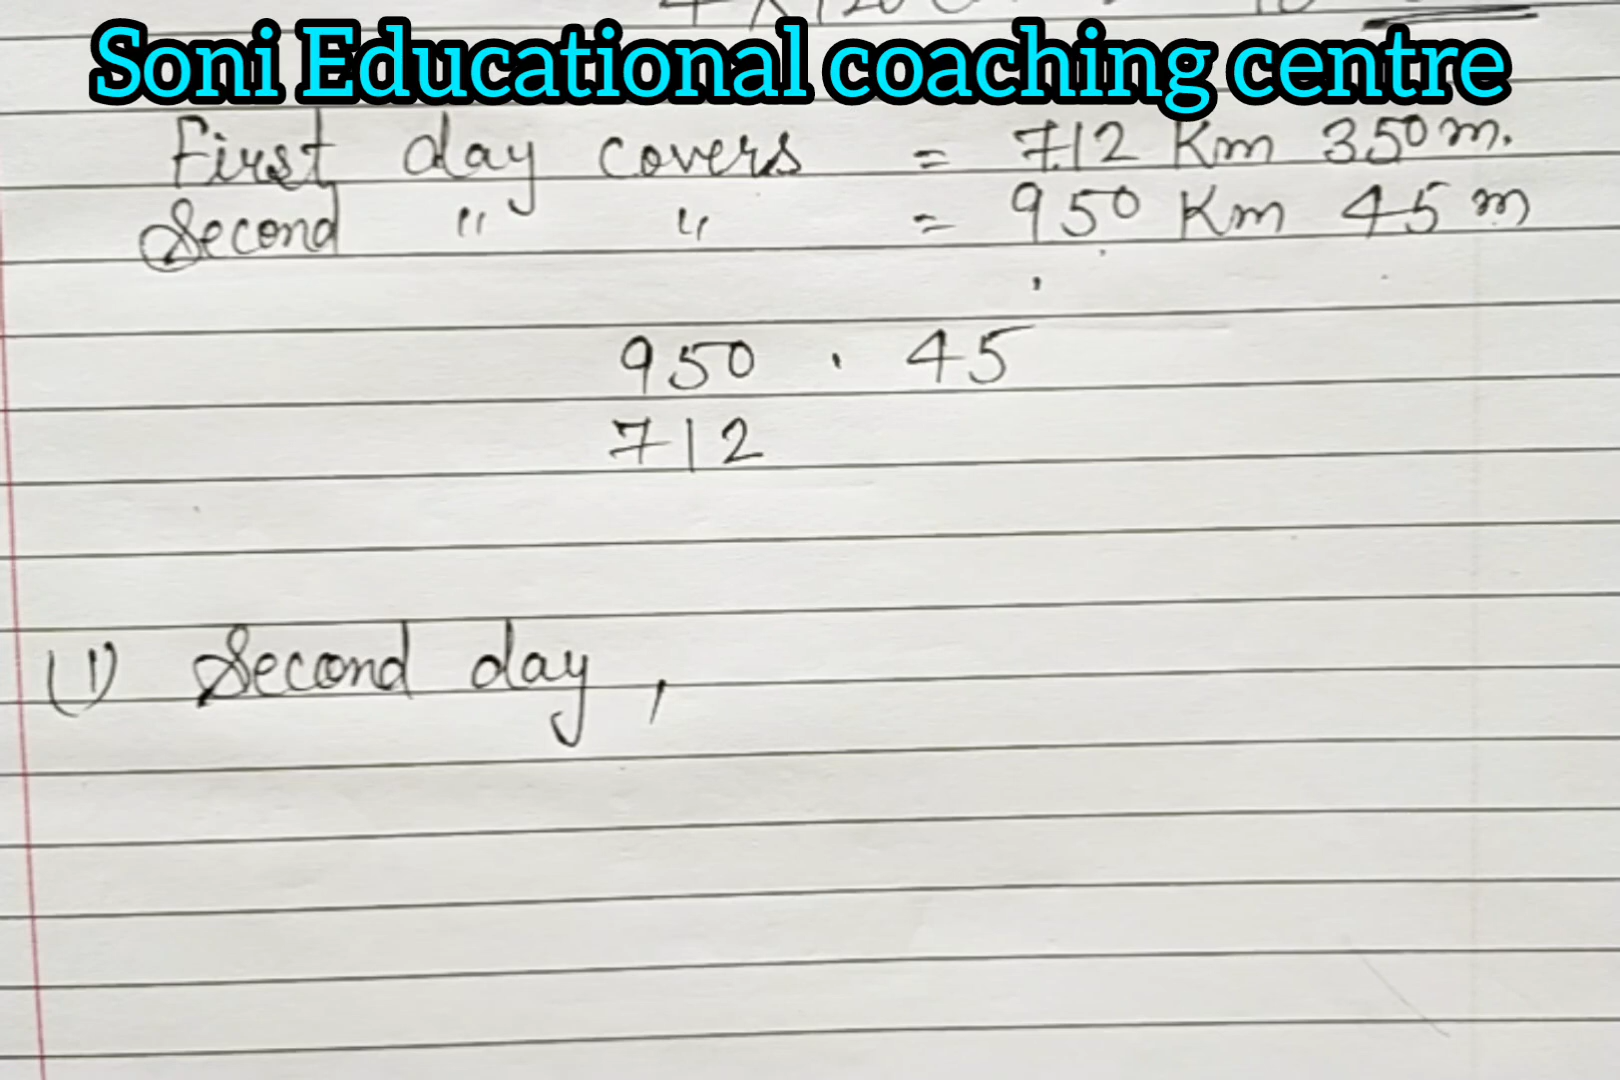 Soni Educational coaching centre
First day covers = 712 Km 350 m.
Second " " = 950 Km 45 m
950 . 45
712
(1) Second day,